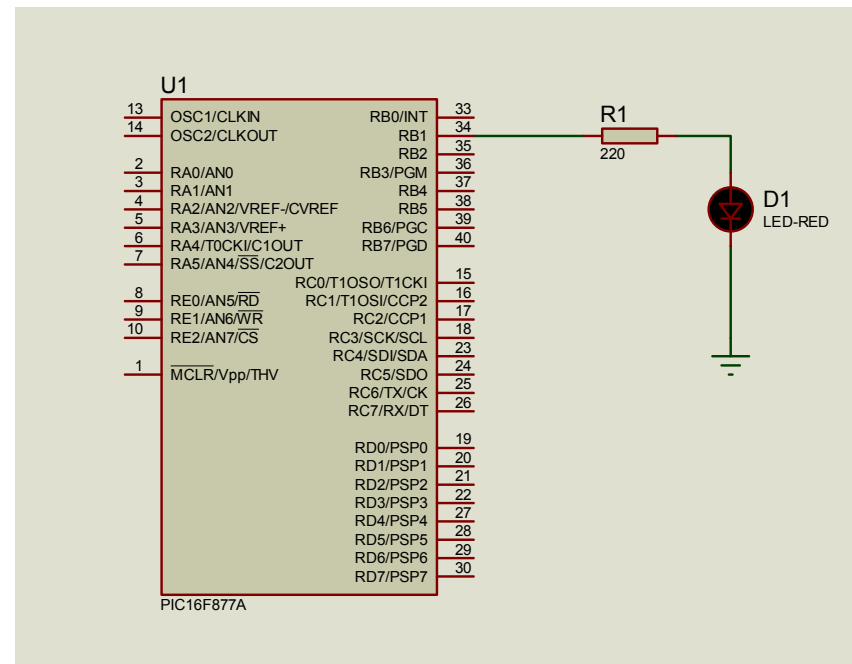 U1
13 OSC1/CLKIN RB0/INT 33
14 OSC2/CLKOUT RB1 34
RB2 35
2 RA0/AN0 RB3/PGM 36
3 RA1/AN1 RB4 37
4 RA2/AN2/VREF-/CVREF RB5 38
5 RA3/AN3/VREF+ RB6/PGC 39
6 RA4/T0CKI/C1OUT RB7/PGD 40
7 RA5/AN4/SS/C2OUT
RC0/T1OSO/T1CKI 15
8 RE0/AN5/RD RC1/T1OSI/CCP2 16
9 RE1/AN6/WR RC2/CCP1 17
10 RE2/AN7/CS RC3/SCK/SCL 18
RC4/SDI/SDA 23
1 MCLR/Vpp/THV RC5/SDO 24
RC6/TX/CK 25
RC7/RX/DT 26
RD0/PSP0 19
RD1/PSP1 20
RD2/PSP2 21
RD3/PSP3 22
RD4/PSP4 27
RD5/PSP5 28
RD6/PSP6 29
RD7/PSP7 30
PIC16F877A
R1
220
D1
LED-RED